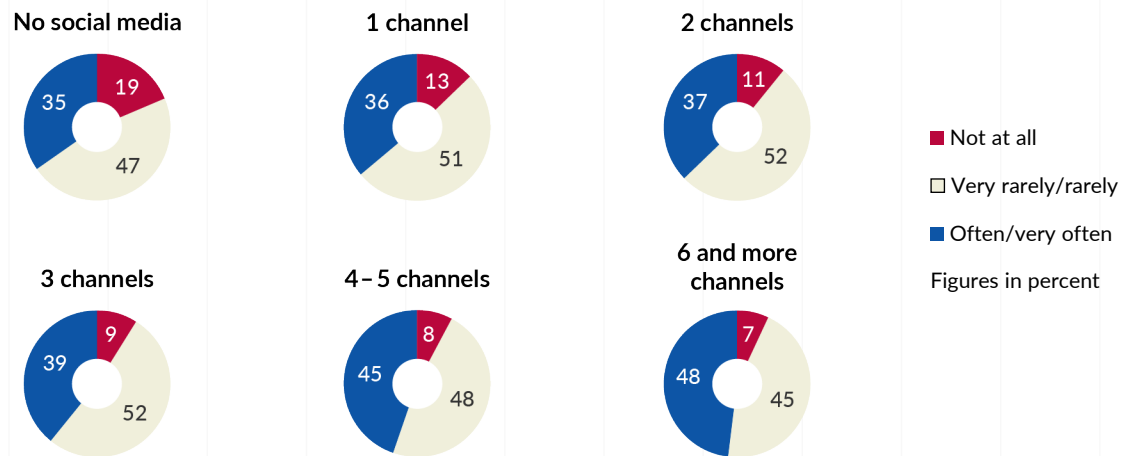 No social media
1 channel
2 channels
19
35
47
13
36
51
11
37
52
Not at all
Very rarely/rarely
Often/very often
Figures in percent
3 channels
4–5 channels
6 and more
channels
9
39
52
8
45
48
7
48
45